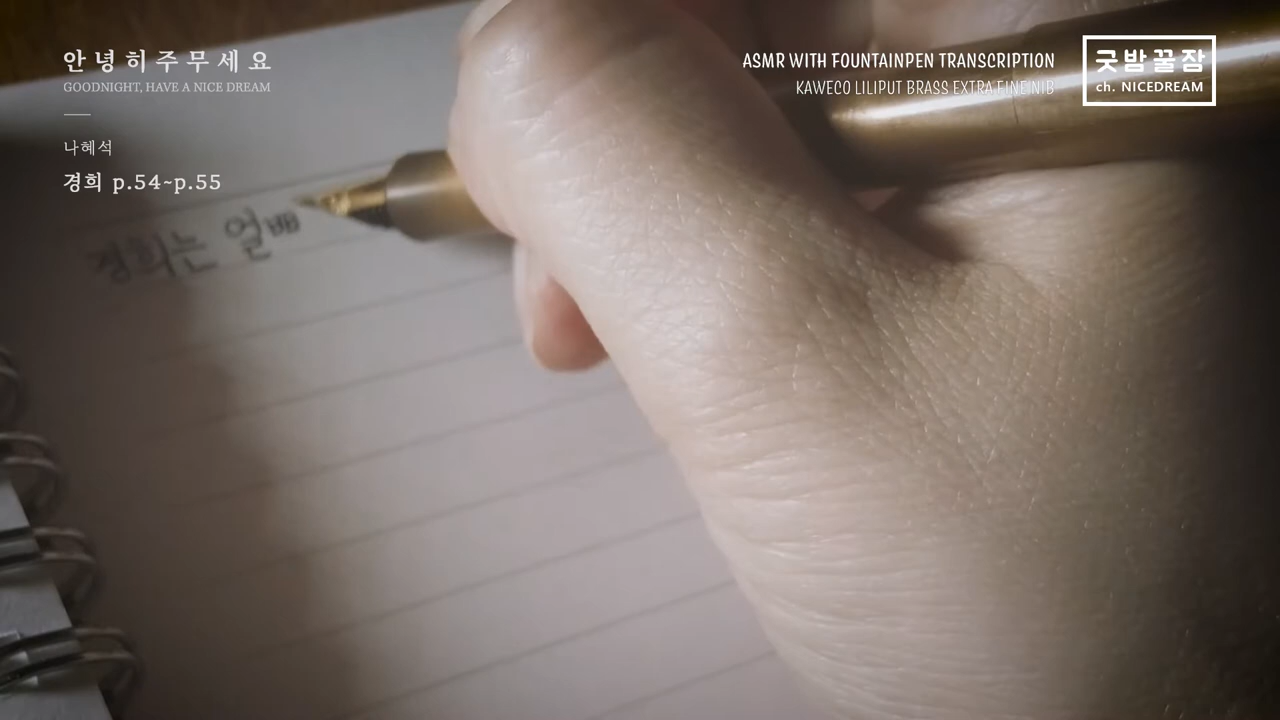 안녕히주무세요
GOODNIGHT, HAVE A NICE DREAM
나혜석
경희 p.54~p.55
ASMR WITH FOUNTAINPEN TRANSCRIPTION
KAWECO LILIPUT BRASS EXTRA FINE NIB
굿밤꿀잠
ch. NICEDREAM
경희는 얼